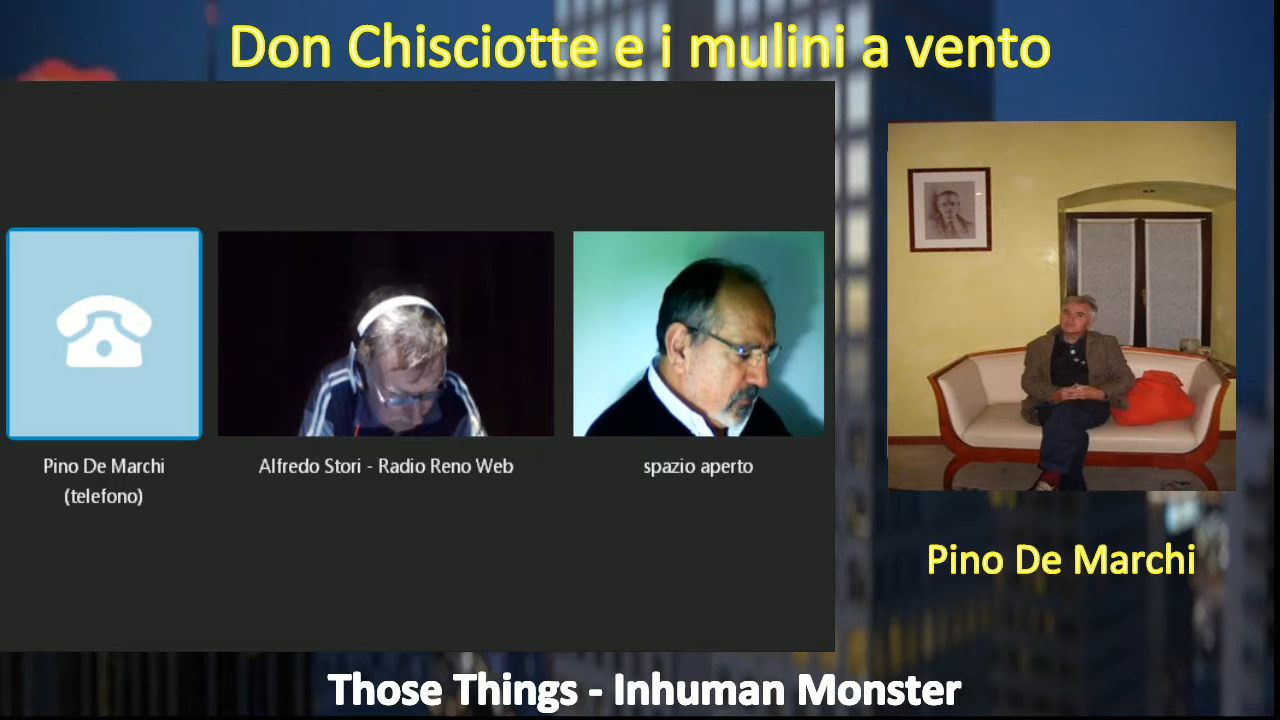 Don Chisciotte e i mulini a vento
Pino De Marchi
(telefono)
Alfredo Stori - Radio Reno Web
spazio aperto
Pino De Marchi
Those Things - Inhuman Monster